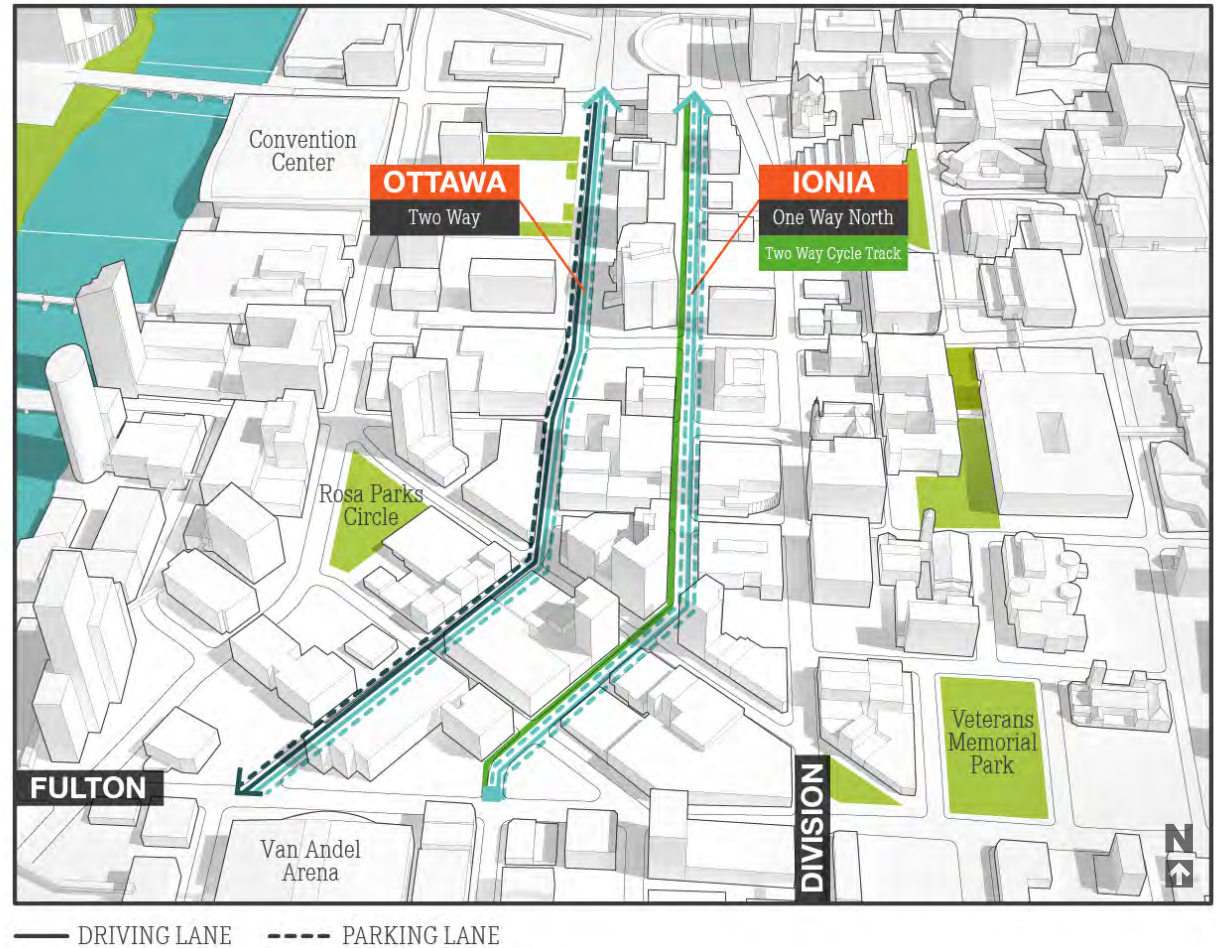 Convention
Center
OTTAWA
Two Way
IONIA
One Way North
Two Way Cycle Track
Rosa Parks
Circle
Veterans
Memorial
Park
FULTON
DIVISION
Van Andel
Arena
N
DRIVING LANE
PARKING LANE